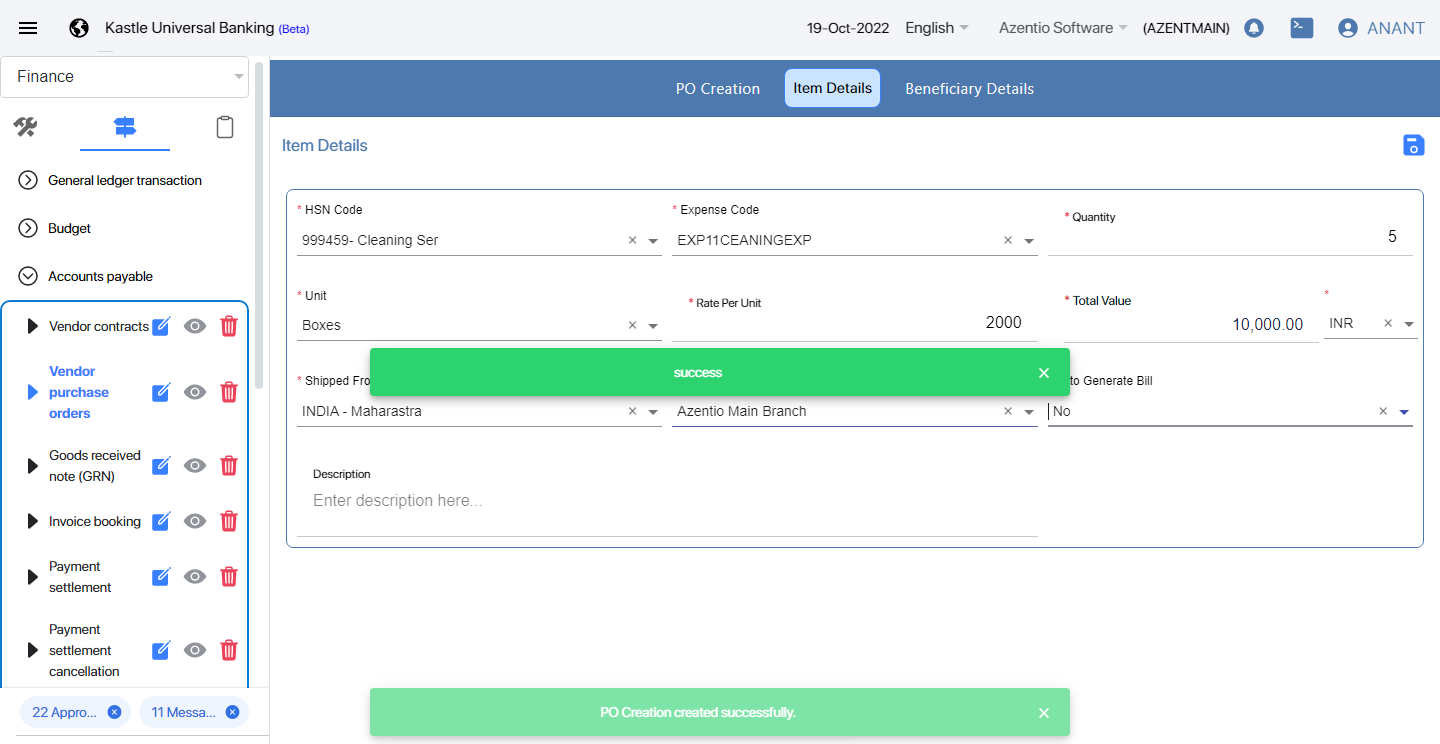 Kastle Universal Banking (Beta)
19-Oct-2022
English
Azentio Software
(AZENTMAIN)
ANANT
Finance
General ledger transaction
Budget
Accounts payable
Vendor contracts
Vendor
purchase
orders
Goods received
note (GRN)
Invoice booking
Payment
settlement
Payment
settlement
cancellation
22 Appro...
11 Messa...
PO Creation
Item Details
Beneficiary Details
Item Details
* HSN Code
999459- Cleaning Ser
* Expense Code
EXP11CEANINGEXP
* Quantity
5
* Unit
Boxes
* Rate Per Unit
2000
* Total Value
10,000.00
*
INR
success
* Shipped Fro
INDIA - Maharastra
Azentio Main Branch
to Generate Bill
No
Description
Enter description here...
PO Creation created successfully.